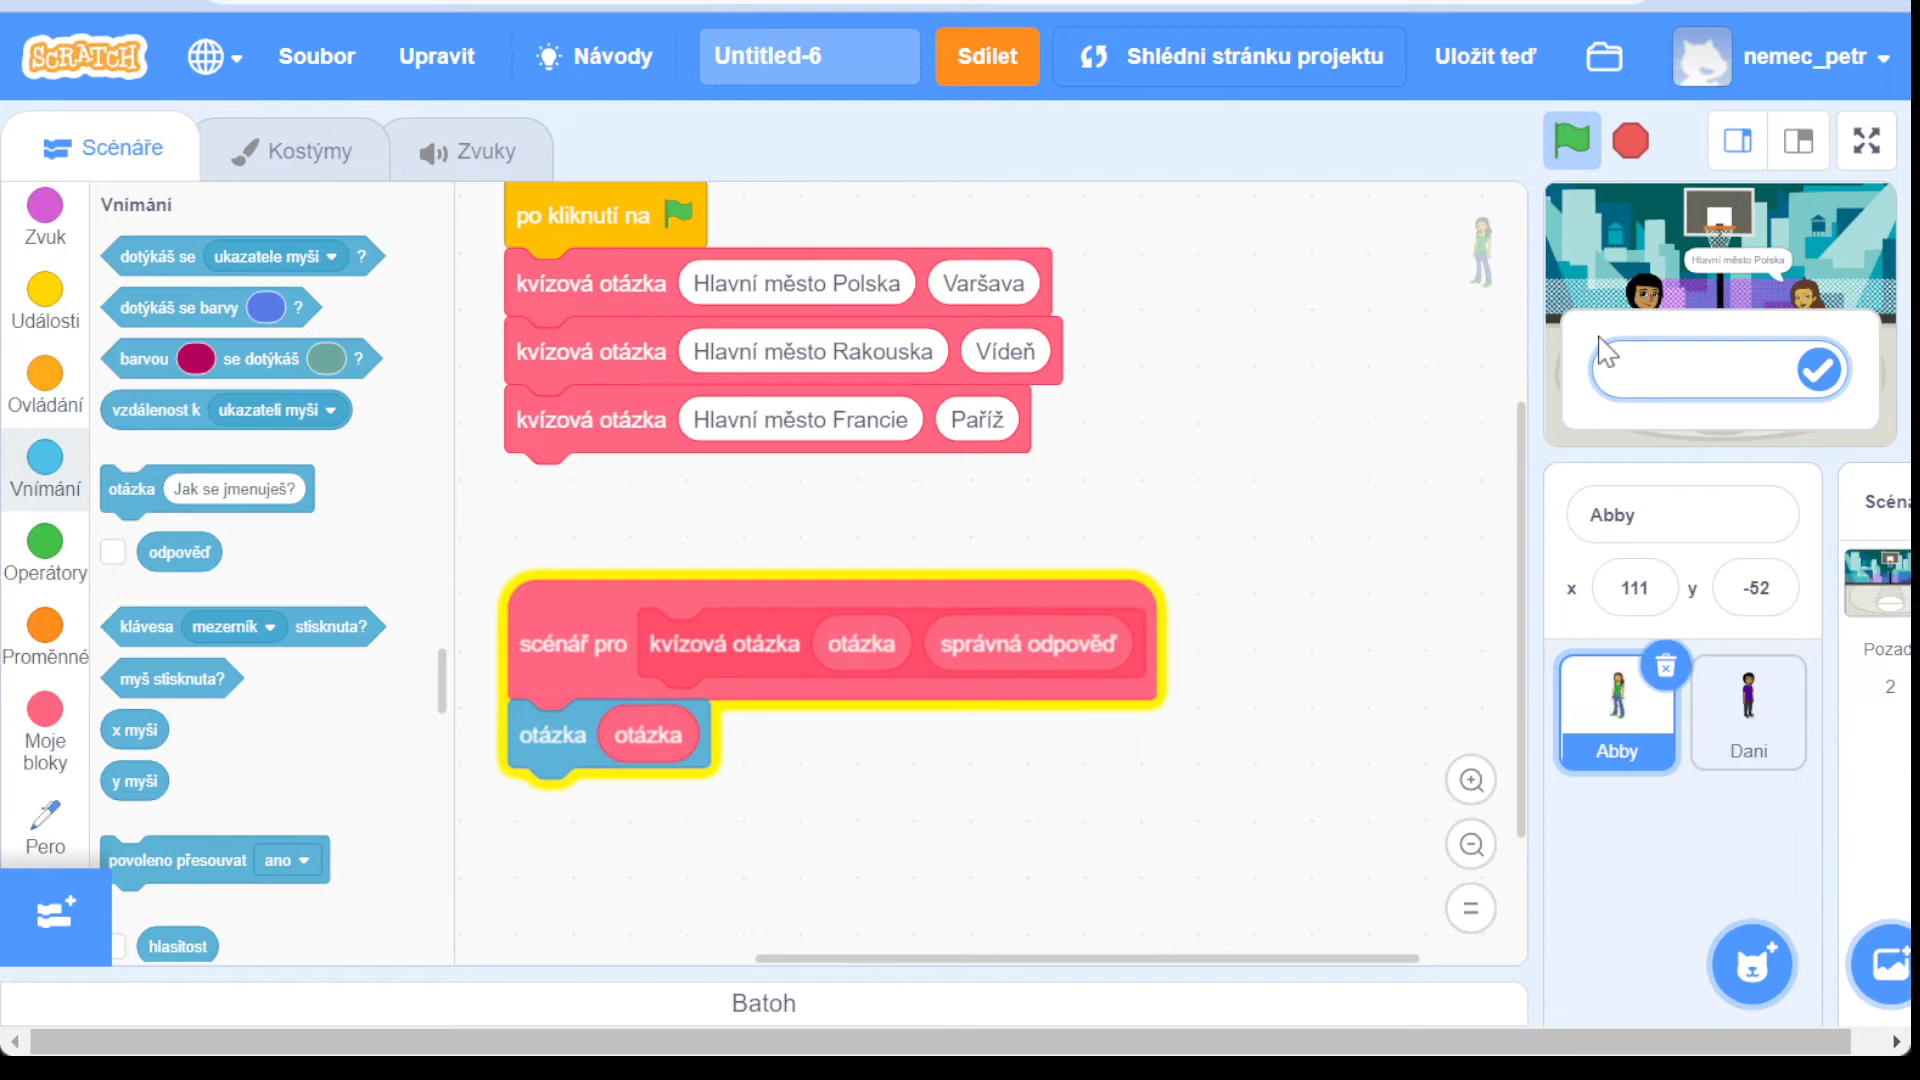 SCRATCH
Soubor
Upravit
Návody
Untitled-6
Sdílet
Shlédni stránku projektu
Uložit teď
nemec_petr
Scénáře
Kostýmy
Zvuky
Zvuk
Události
Ovládání
Vnímání
Operátory
Proměnné
Moje
bloky
Pero
Vnímání
dotýkáš se ukazatele myši ?
dotýkáš se barvy ?
barvou se dotýkáš ?
vzdálenost k ukazateli myši
otázka Jak se jmenuješ?
odpověď
klávesa mezerník stisknuta?
myš stisknuta?
x myši
y myši
povoleno přesouvat ano
hlasitost
po kliknutí na
kvízová otázka Hlavní město Polska Varšava
kvízová otázka Hlavní město Rakouska Vídeň
kvízová otázka Hlavní město Francie Paříž
scénář pro kvízová otázka otázka správná odpověď
otázka otázka
Hlavní město Polska
Abby
x 111 y -52
Abby
Dani
Scéna
Pozad
2
Batoh